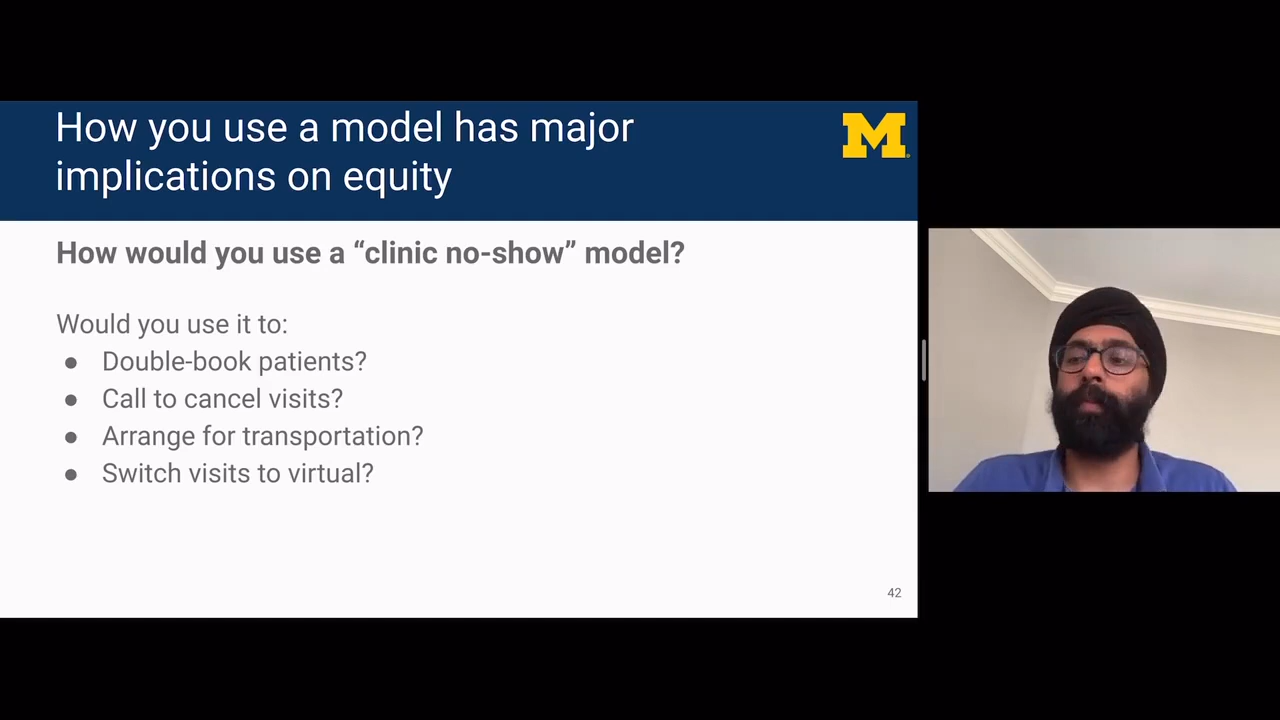 How you use a model has major
implications on equity
M
How would you use a “clinic no-show” model?
Would you use it to:
● Double-book patients?
● Call to cancel visits?
● Arrange for transportation?
● Switch visits to virtual?
42